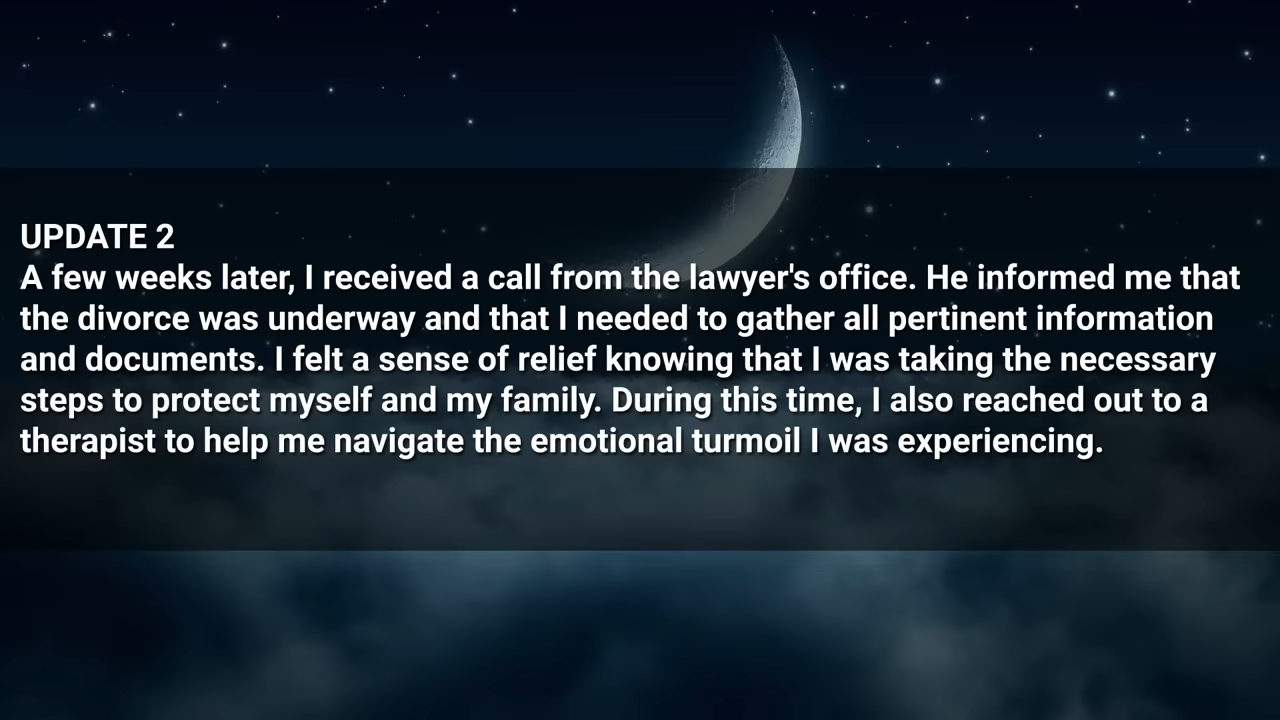 UPDATE 2
A few weeks later, I received a call from the lawyer's office. He informed me that
the divorce was underway and that I needed to gather all pertinent information
and documents. I felt a sense of relief knowing that I was taking the necessary
steps to protect myself and my family. During this time, I also reached out to a
therapist to help me navigate the emotional turmoil I was experiencing.